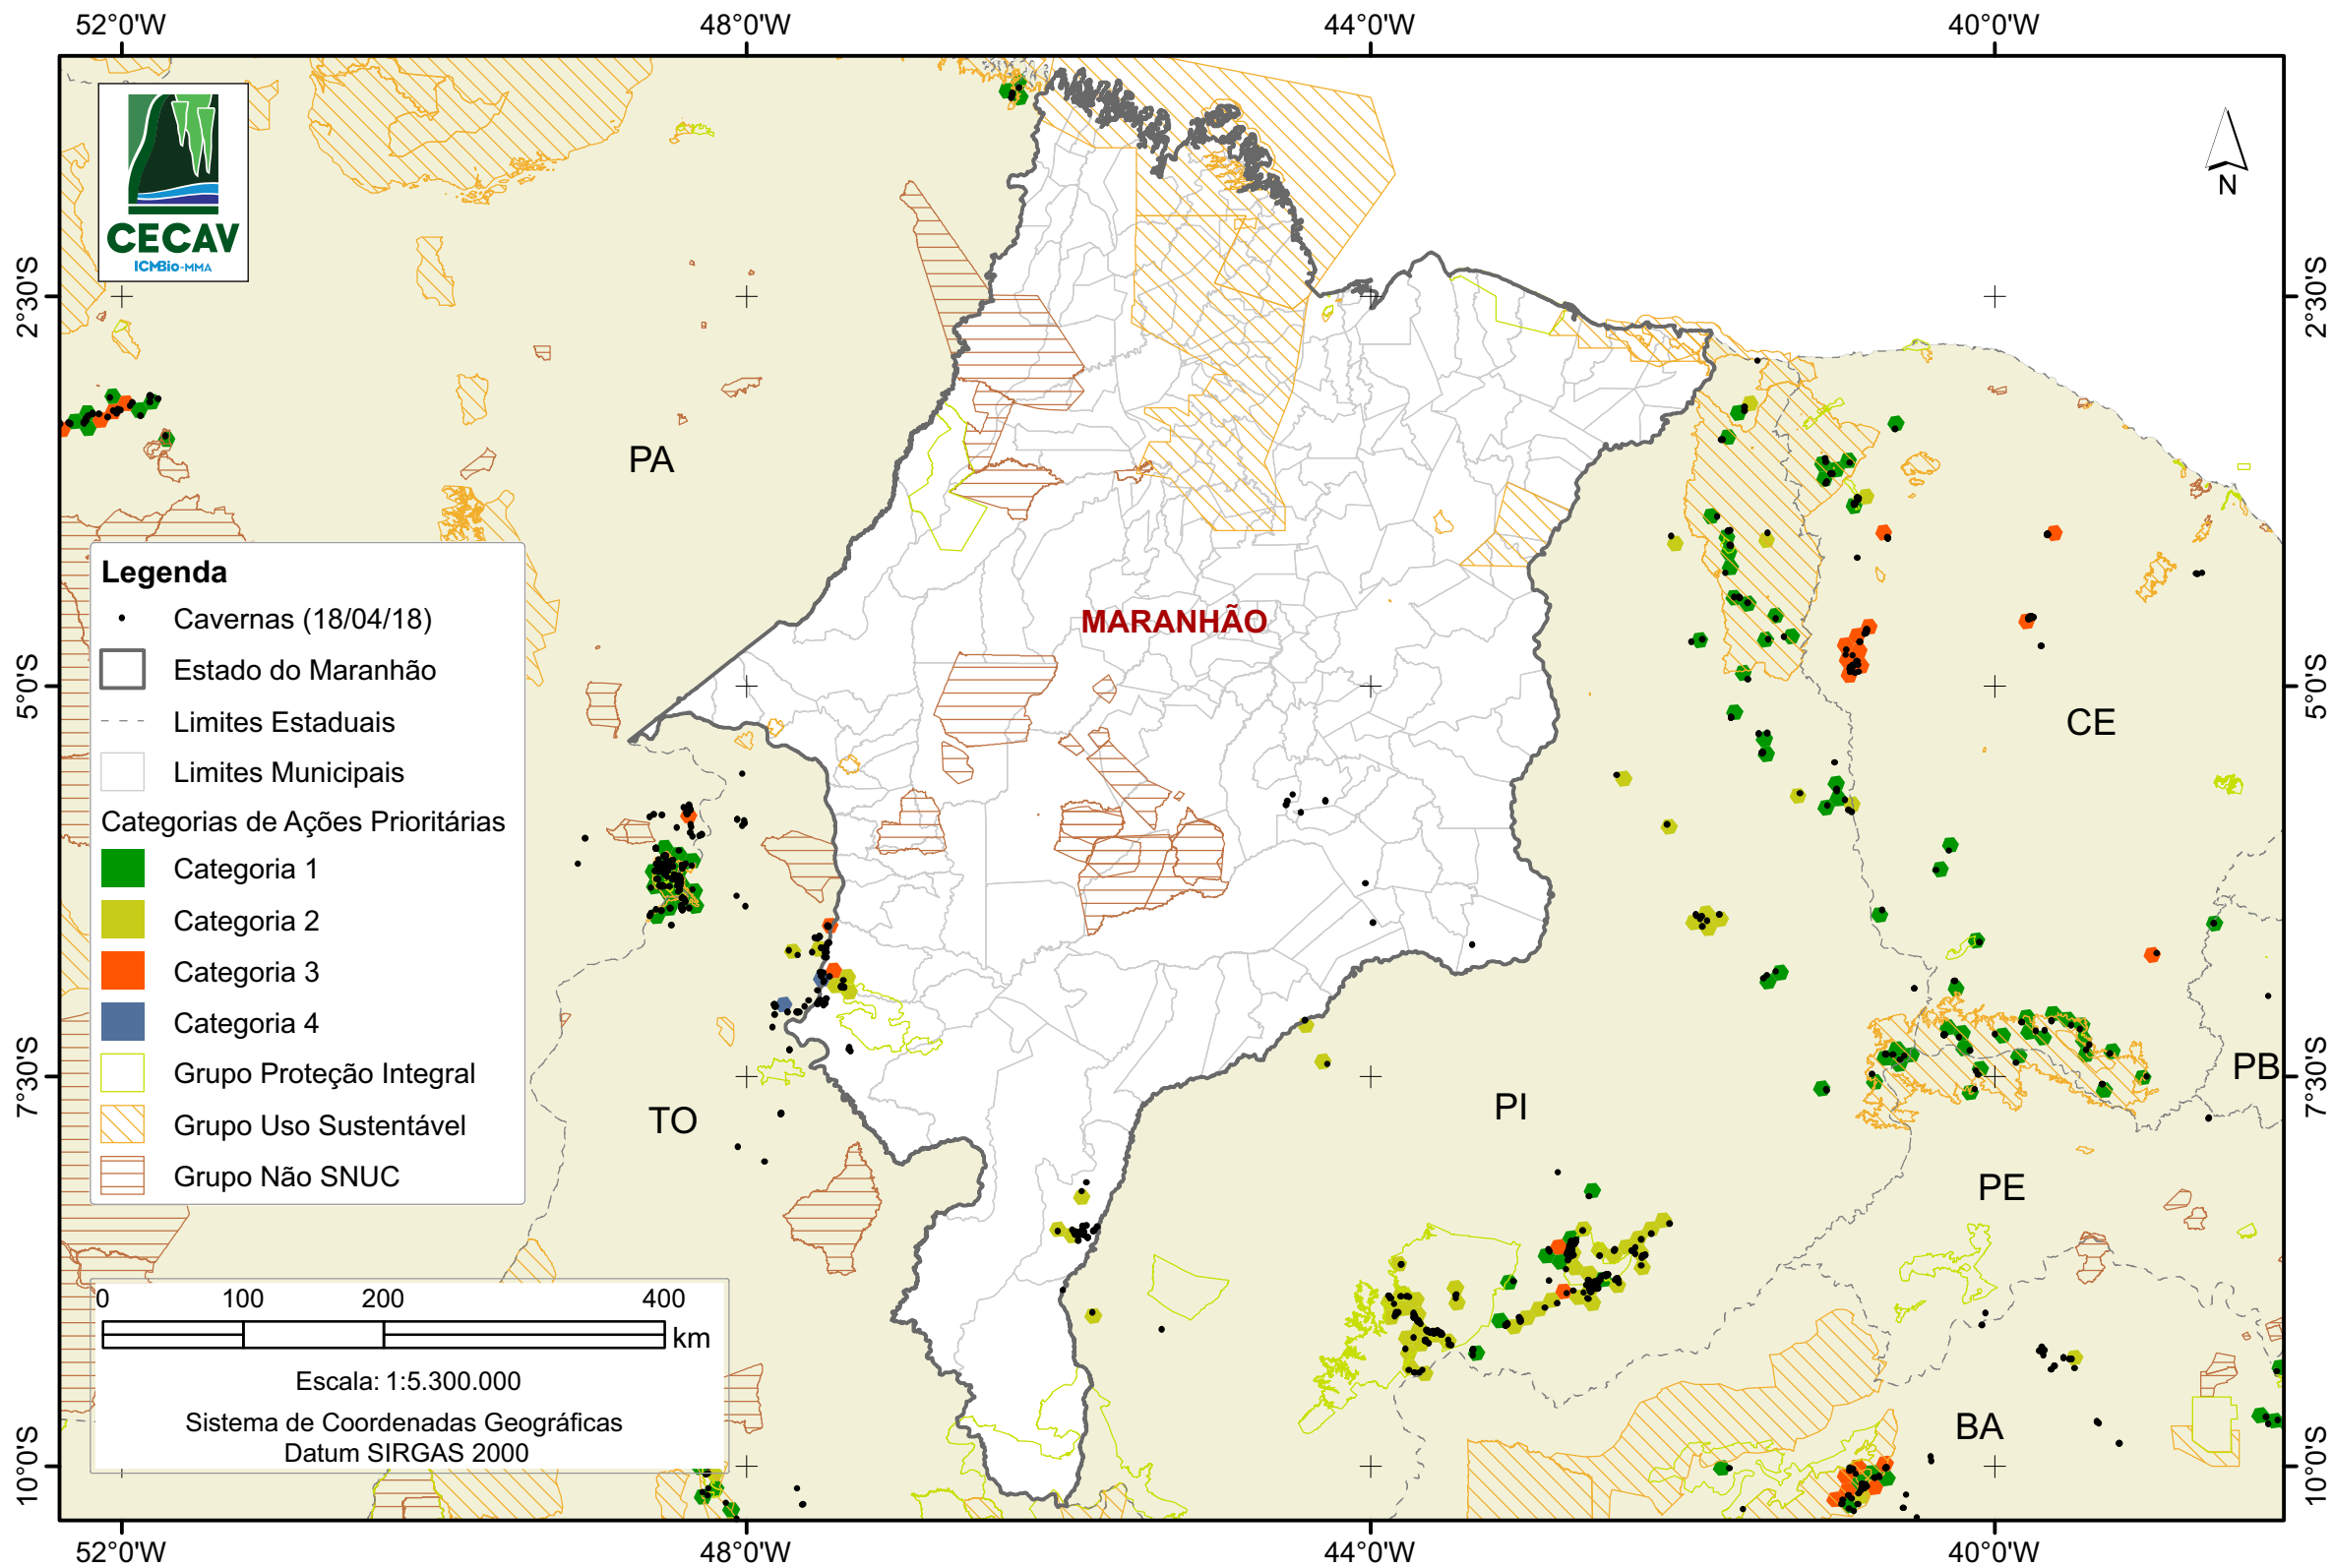 52°0'W
48°0'W
44°0'W
40°0'W
2°30'S
5°0'S
7°30'S
10°0'S
CECAV
ICMBio-MMA
N
PA
MARANHÃO
CE
PB
TO
PI
PE
BA
Legenda
Cavernas (18/04/18)
Estado do Maranhão
Limites Estaduais
Limites Municipais
Categorias de Ações Prioritárias
Categoria 1
Categoria 2
Categoria 3
Categoria 4
Grupo Proteção Integral
Grupo Uso Sustentável
Grupo Não SNUC
0 100 200 400
km
Escala: 1:5.300.000
Sistema de Coordenadas Geográficas
Datum SIRGAS 2000
2°30'S
5°0'S
7°30'S
10°0'S
52°0'W
48°0'W
44°0'W
40°0'W